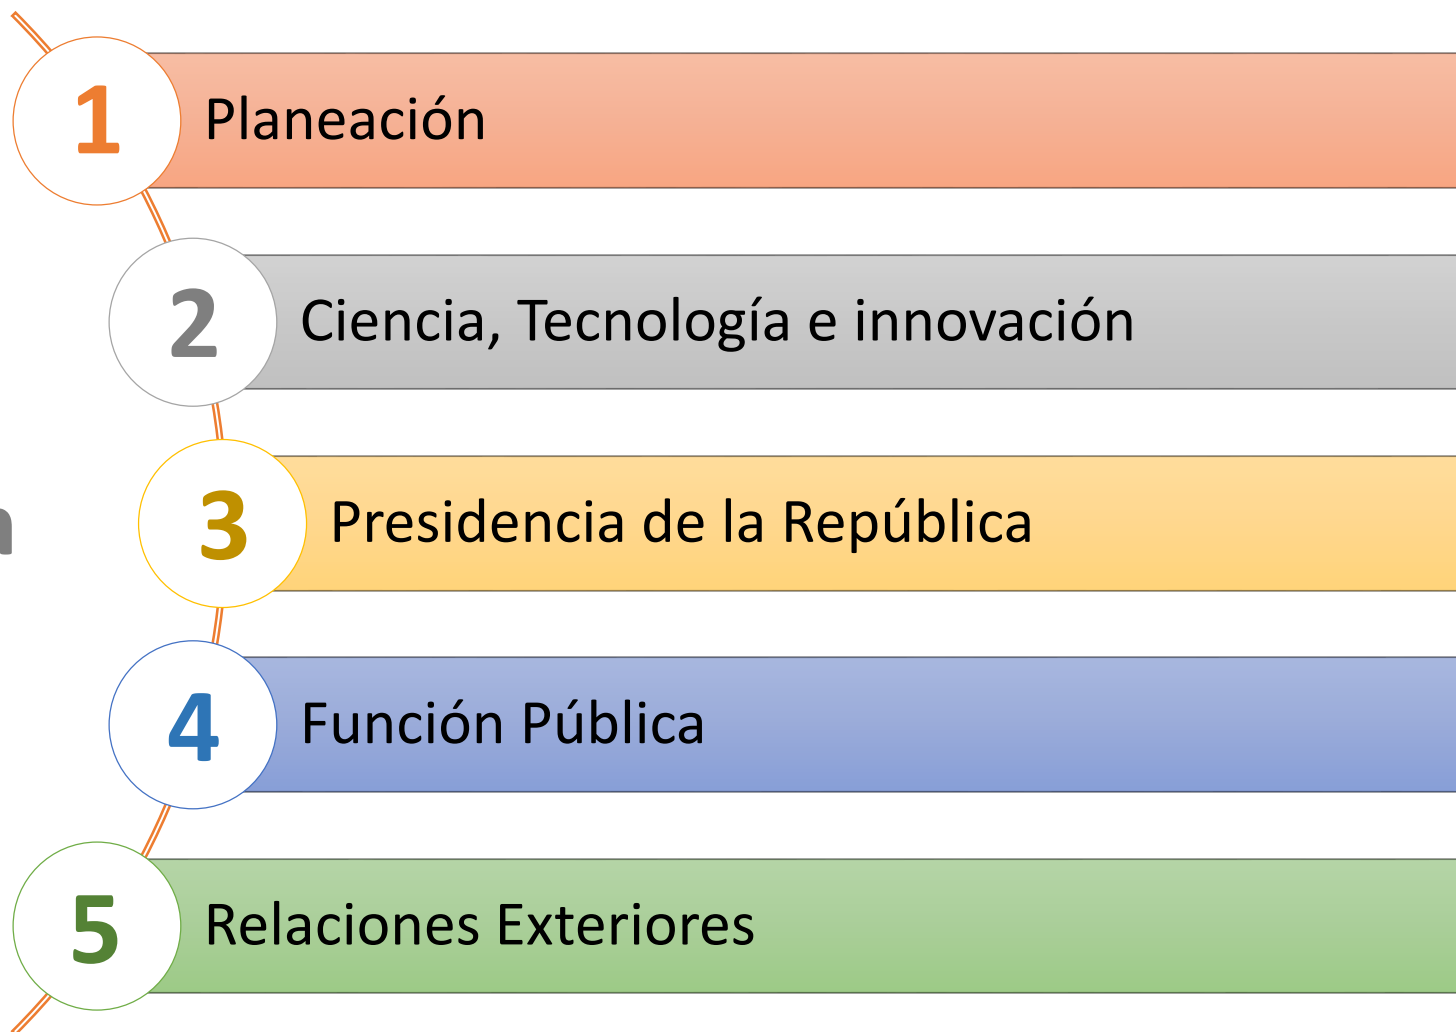 1 Planeación
2 Ciencia, Tecnología e innovación
3 Presidencia de la República
4 Función Pública
5 Relaciones Exteriores